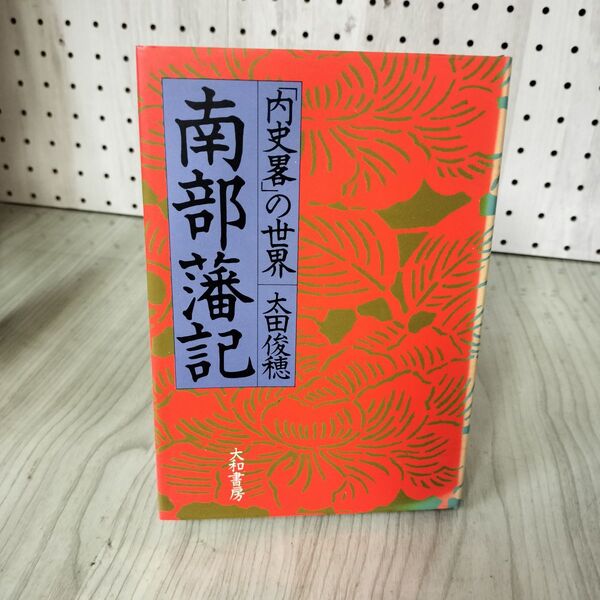 「内史畧」の世界
太田俊穂
南部藩記
大和書房